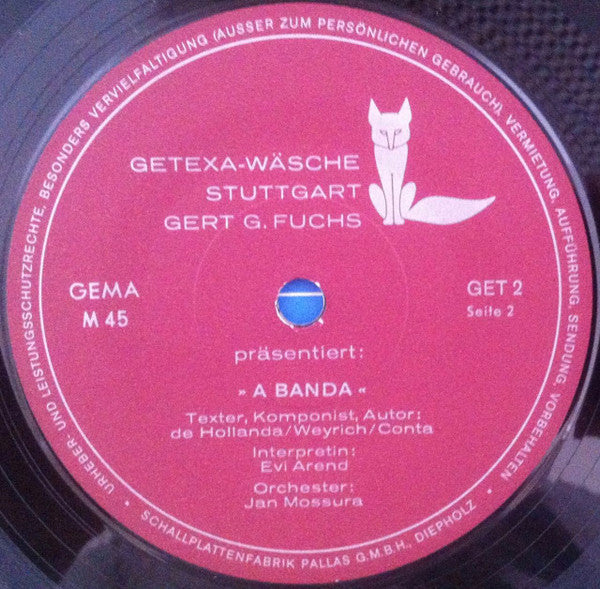 URHEBER- UND LEISTUNGSSCHUTZRECHTE, BESONDERS VERVIELFÄLTIGUNG (AUSSER ZUM PERSÖNLICHEN GEBRAUCH), VERMIETUNG, AUFFÜHRUNG, SENDUNG, VORBEHALTEN •
GETEXA-WÄSCHE
STUTTGART
GERT G. FUCHS
GEMA
M 45
GET 2
Seite 2
präsentiert:
» A BANDA «
Texter, Komponist, Autor:
de Hollanda/Weyrich/Conta
Interpretin:
Evi Arend
Orchester:
Jan Mossura
• SCHALLPLATTENFABRIK PALLAS G.M.B.H., DIEPHOLZ •